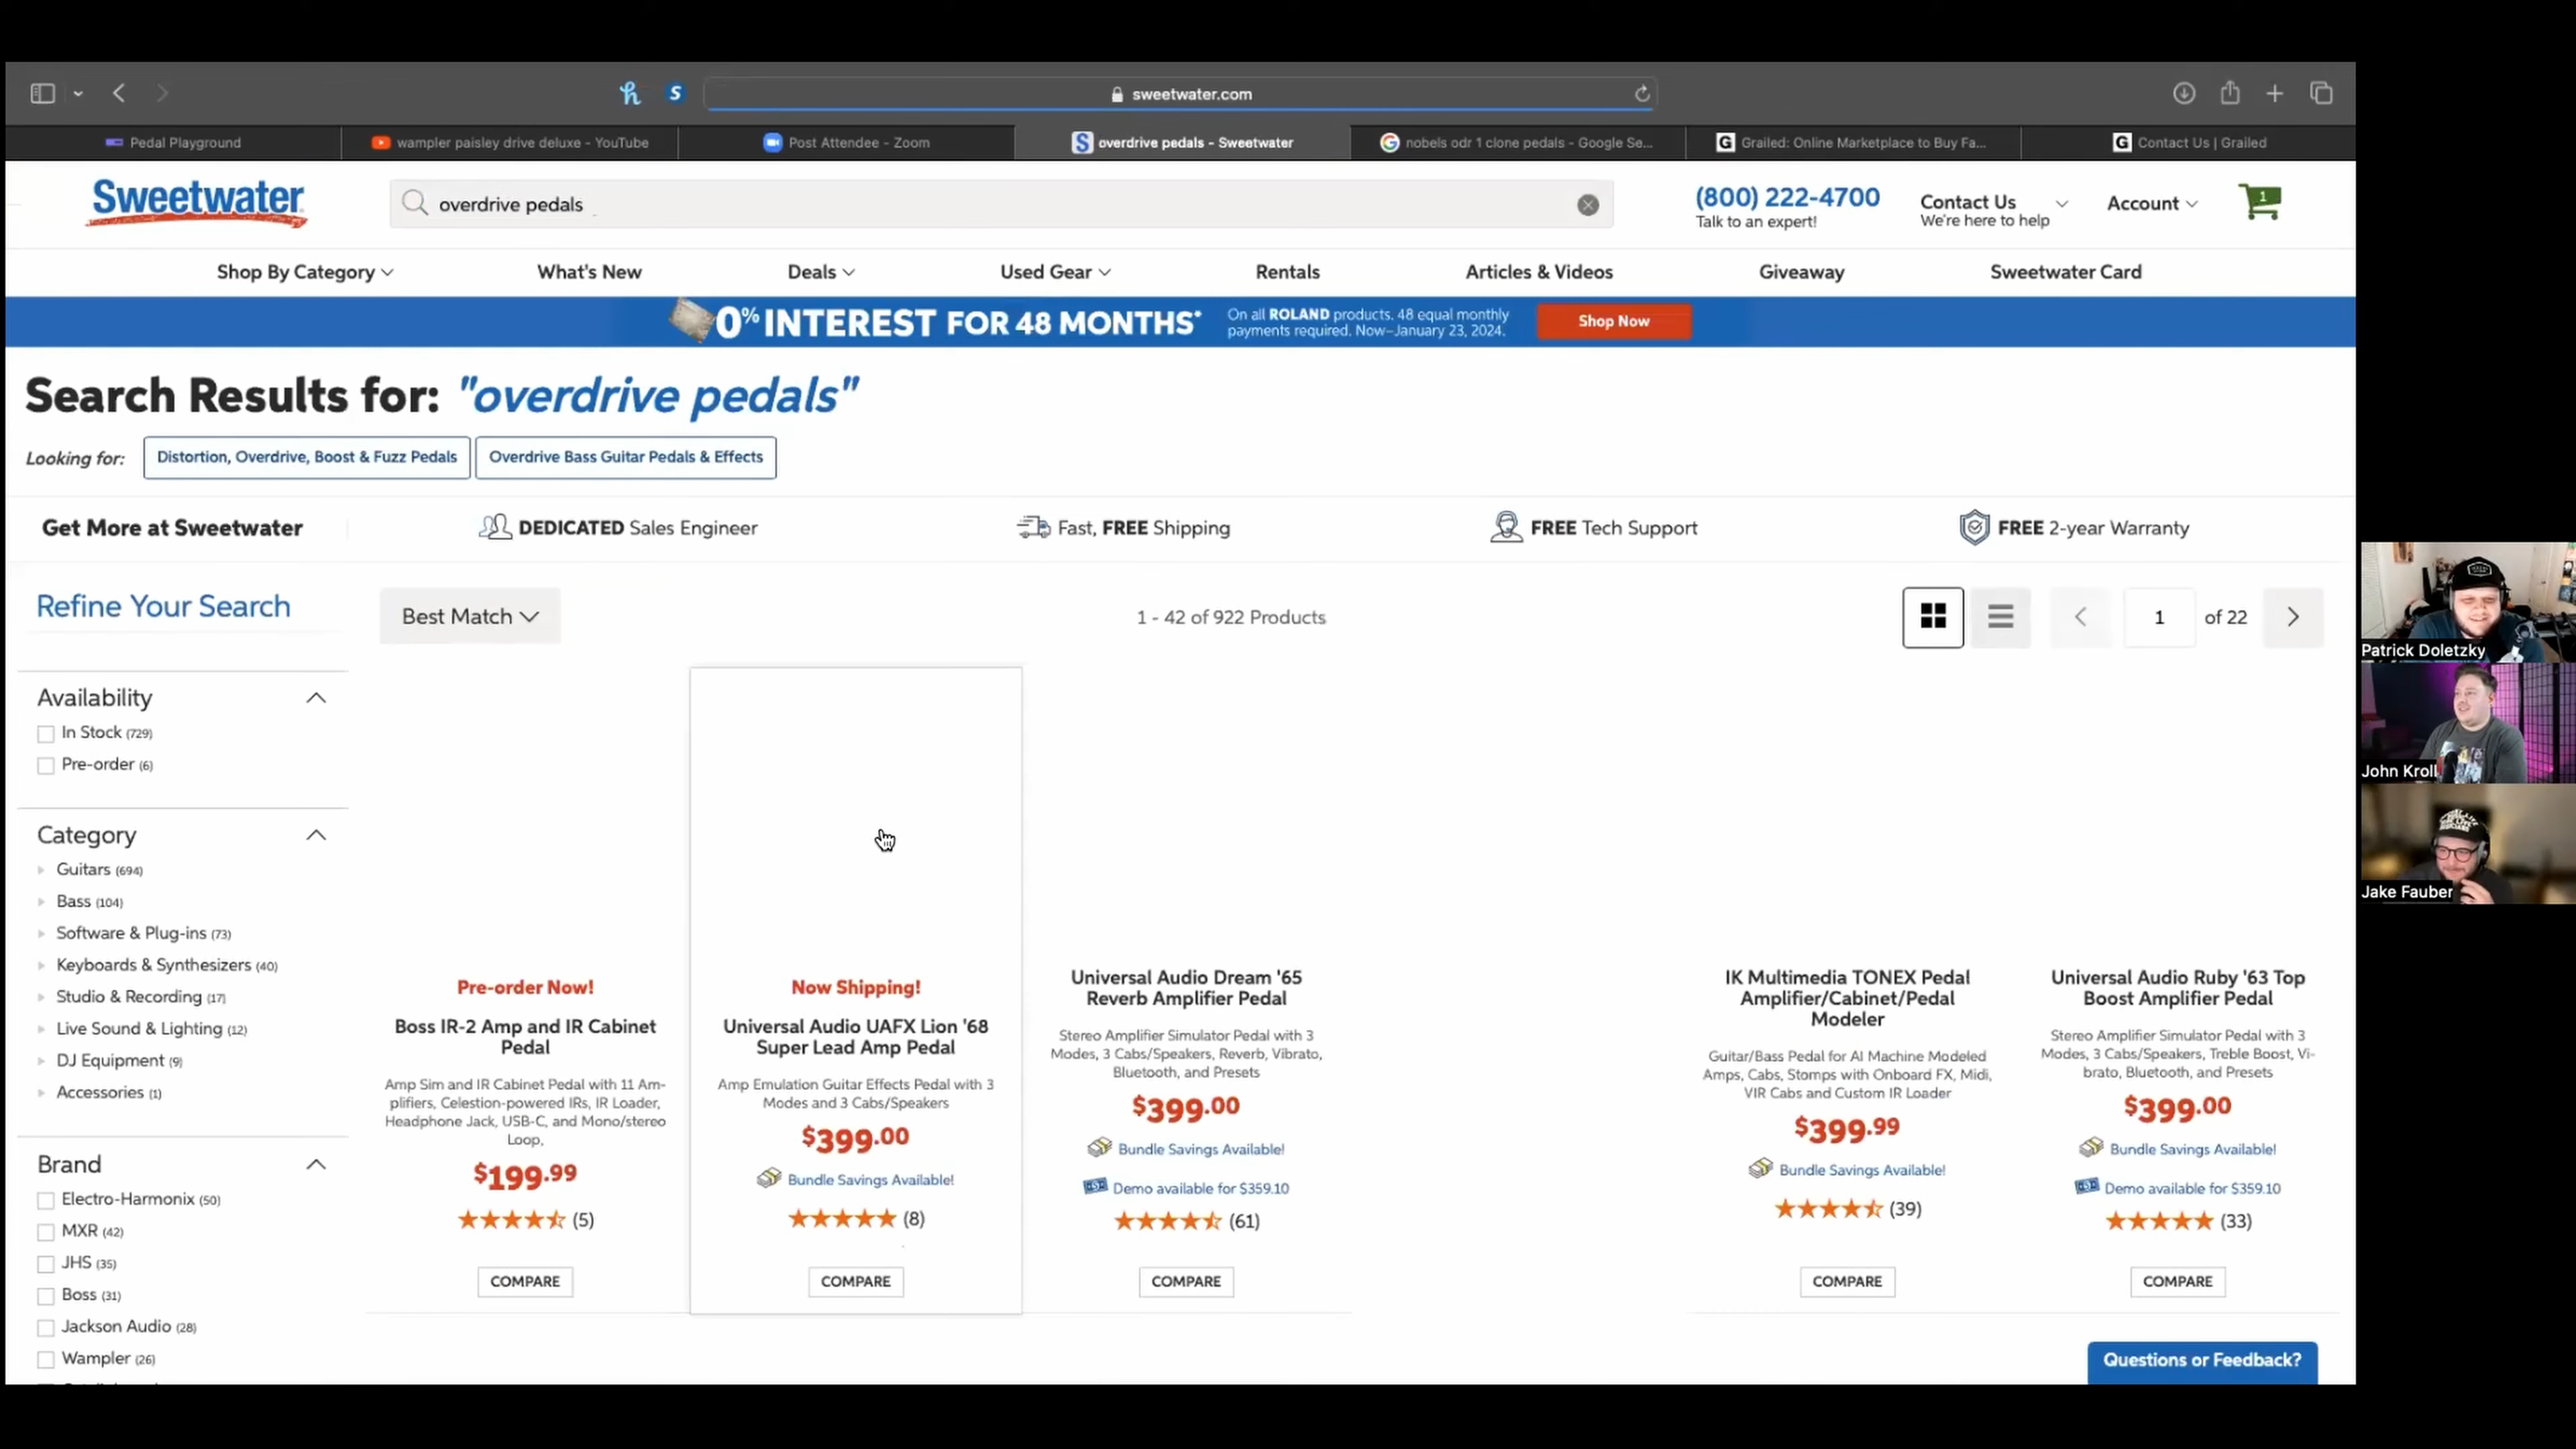 sweetwater.com
Pedal Playground
wampler paisley drive deluxe - YouTube
Post Attendee - Zoom
overdrive pedals - Sweetwater
nobels odr 1 clone pedals - Google Se...
Grailed: Online Marketplace to Buy Fa...
Contact Us | Grailed
Sweetwater
overdrive pedals
(800) 222-4700
Talk to an expert!
Contact Us
We're here to help
Account
1
Shop By Category
What's New
Deals
Used Gear
Rentals
Articles & Videos
Giveaway
Sweetwater Card
0% INTEREST FOR 48 MONTHS*
On all ROLAND products. 48 equal monthly
payments required. Now–January 23, 2024.
Shop Now
Search Results for: "overdrive pedals"
Looking for:
Distortion, Overdrive, Boost & Fuzz Pedals
Overdrive Bass Guitar Pedals & Effects
Get More at Sweetwater
DEDICATED Sales Engineer
Fast, FREE Shipping
FREE Tech Support
FREE 2-year Warranty
Refine Your Search
Best Match
1 - 42 of 922 Products
1
of 22
Availability
In Stock (729)
Pre-order (6)
Category
Guitars (694)
Bass (104)
Software & Plug-ins (73)
Keyboards & Synthesizers (40)
Studio & Recording (17)
Live Sound & Lighting (12)
DJ Equipment (9)
Accessories (1)
Brand
Electro-Harmonix (50)
MXR (42)
JHS (35)
Boss (31)
Jackson Audio (28)
Wampler (26)
Pre-order Now!
Boss IR-2 Amp and IR Cabinet
Pedal
Amp Sim and IR Cabinet Pedal with 11 Am-
plifiers, Celestion-powered IRs, IR Loader,
Headphone Jack, USB-C, and Mono/stereo
Loop,
$199.99
(5)
COMPARE
Now Shipping!
Universal Audio UAFX Lion '68
Super Lead Amp Pedal
Amp Emulation Guitar Effects Pedal with 3
Modes and 3 Cabs/Speakers
$399.00
Bundle Savings Available!
(8)
COMPARE
Universal Audio Dream '65
Reverb Amplifier Pedal
Stereo Amplifier Simulator Pedal with 3
Modes, 3 Cabs/Speakers, Reverb, Vibrato,
Bluetooth, and Presets
$399.00
Bundle Savings Available!
Demo available for $359.10
(61)
COMPARE
IK Multimedia TONEX Pedal
Amplifier/Cabinet/Pedal
Modeler
Guitar/Bass Pedal for AI Machine Modeled
Amps, Cabs, Stomps with Onboard FX, Midi,
VIR Cabs and Custom IR Loader
$399.99
Bundle Savings Available!
(39)
COMPARE
Universal Audio Ruby '63 Top
Boost Amplifier Pedal
Stereo Amplifier Simulator Pedal with 3
Modes, 3 Cabs/Speakers, Treble Boost, Vi-
brato, Bluetooth, and Presets
$399.00
Bundle Savings Available!
Demo available for $359.10
(33)
COMPARE
Questions or Feedback?
Patrick Doletzky
John Kroll
Jake Fauber